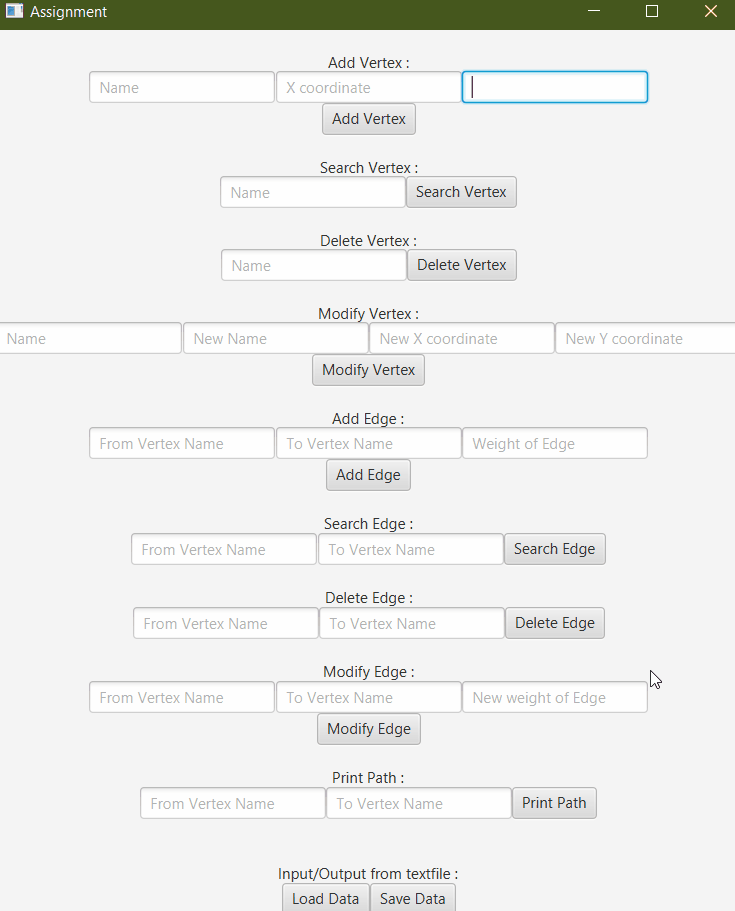 Assignment
Add Vertex :
Name X coordinate
Add Vertex
Search Vertex :
Name Search Vertex
Delete Vertex :
Name Delete Vertex
Modify Vertex :
Name New Name New X coordinate New Y coordinate
Modify Vertex
Add Edge :
From Vertex Name To Vertex Name Weight of Edge
Add Edge
Search Edge :
From Vertex Name To Vertex Name Search Edge
Delete Edge :
From Vertex Name To Vertex Name Delete Edge
Modify Edge :
From Vertex Name To Vertex Name New weight of Edge
Modify Edge
Print Path :
From Vertex Name To Vertex Name Print Path
Input/Output from textfile :
Load Data Save Data